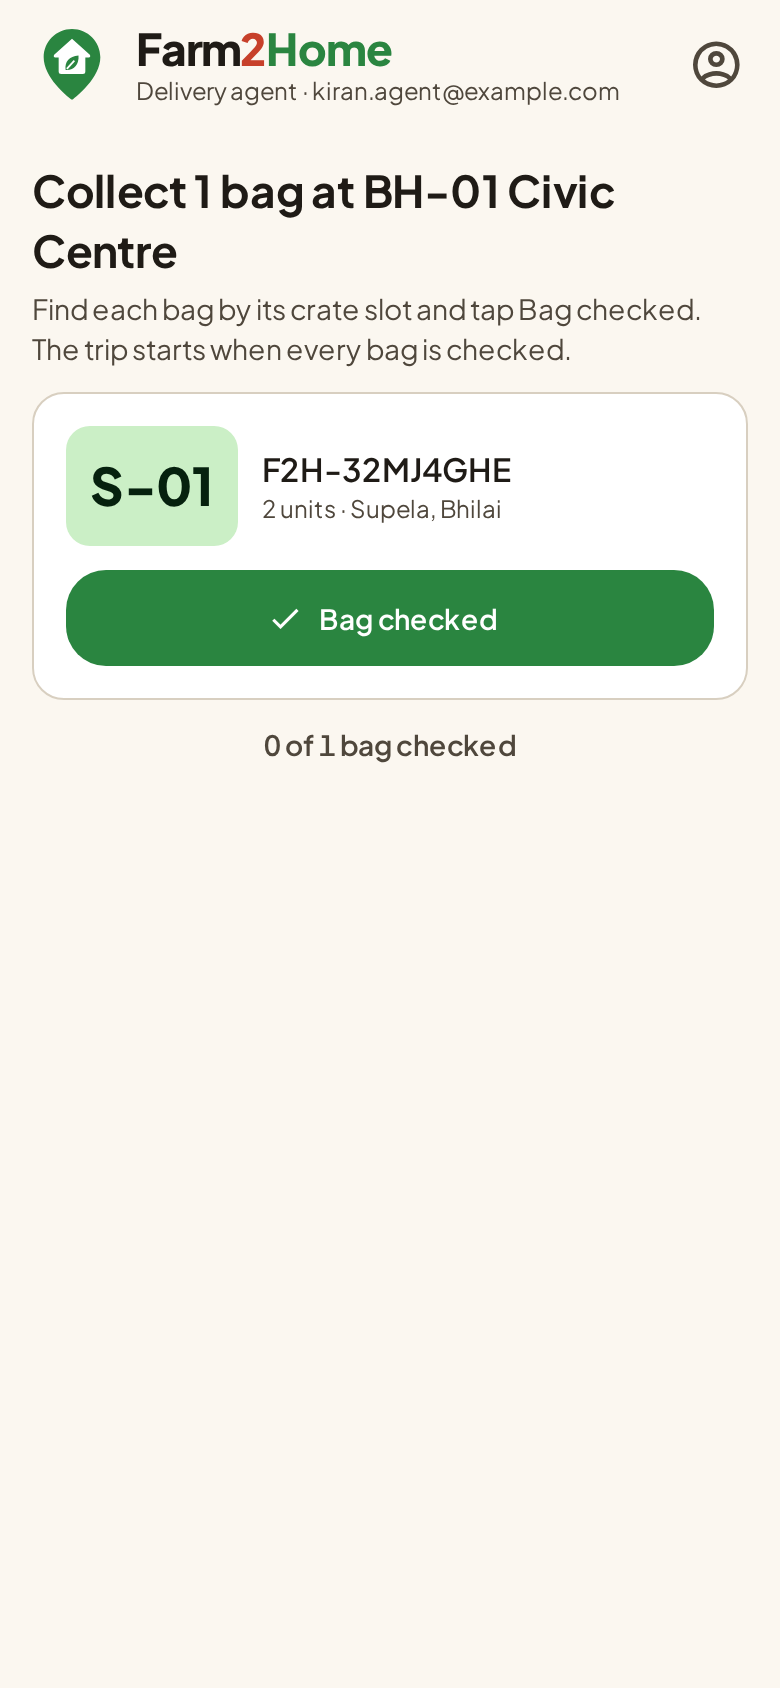 Farm2Home
Delivery agent · kiran.agent@example.com
Collect 1 bag at BH-01 Civic
Centre
Find each bag by its crate slot and tap Bag checked.
The trip starts when every bag is checked.
S-01
F2H-32MJ4GHE
2 units · Supela, Bhilai
Bag checked
0 of 1 bag checked